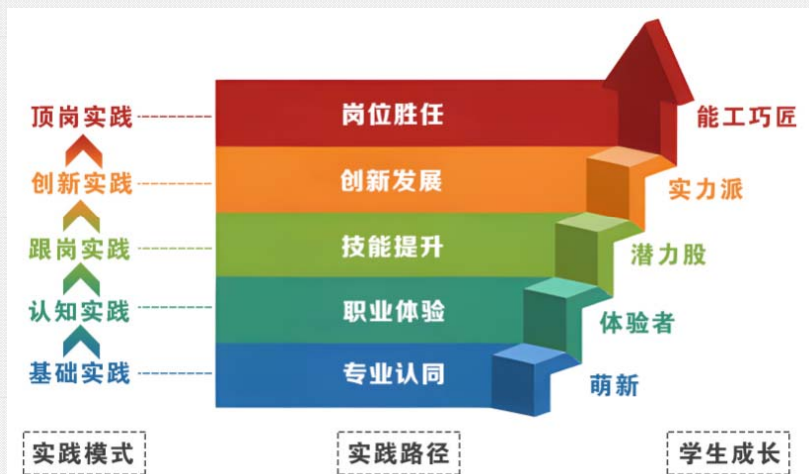 顶岗实践 岗位胜任 能工巧匠
创新实践 创新发展 实力派
跟岗实践 技能提升 潜力股
认知实践 职业体验 体验者
基础实践 专业认同 萌新
实践模式 实践路径 学生成长